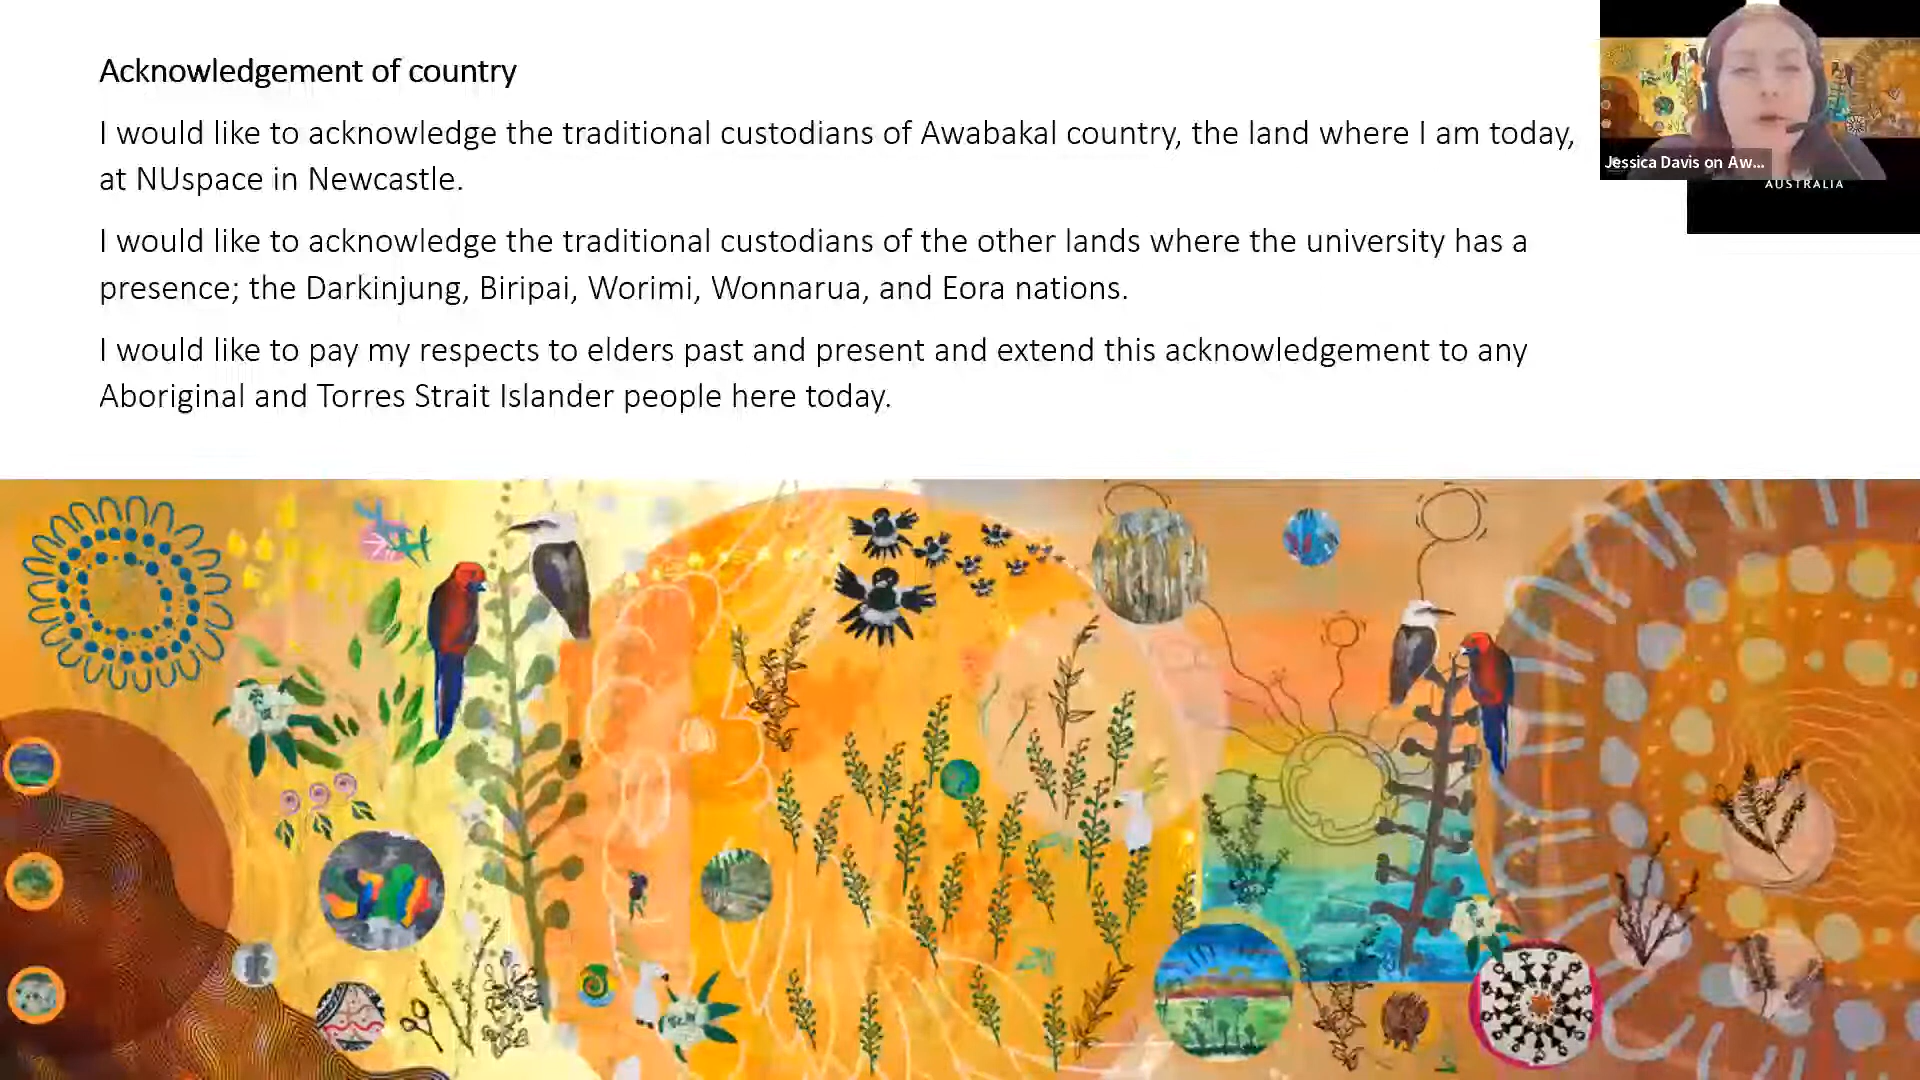 Acknowledgement of country
I would like to acknowledge the traditional custodians of Awabakal country, the land where I am today,
at NUspace in Newcastle.
I would like to acknowledge the traditional custodians of the other lands where the university has a
presence; the Darkinjung, Biripai, Worimi, Wonnarua, and Eora nations.
I would like to pay my respects to elders past and present and extend this acknowledgement to any
Aboriginal and Torres Strait Islander people here today.
Jessica Davis on Aw...
AUSTRALIA